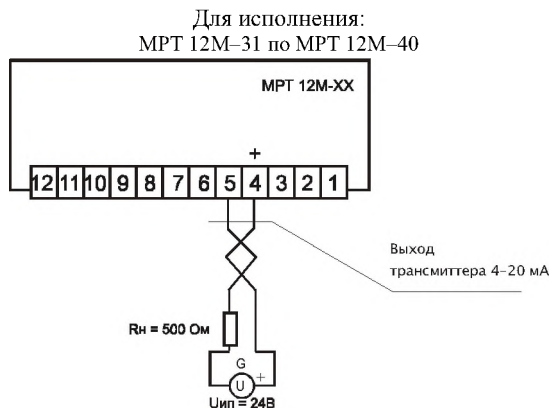 Для исполнения:
МРТ 12М–31 по МРТ 12М–40
МРТ 12М-ХХ
+
12 11 10 9 8 7 6 5 4 3 2 1
Выход
трансмиттера 4–20 мА
Rн = 500 Ом
G
+
U
Uип = 24В